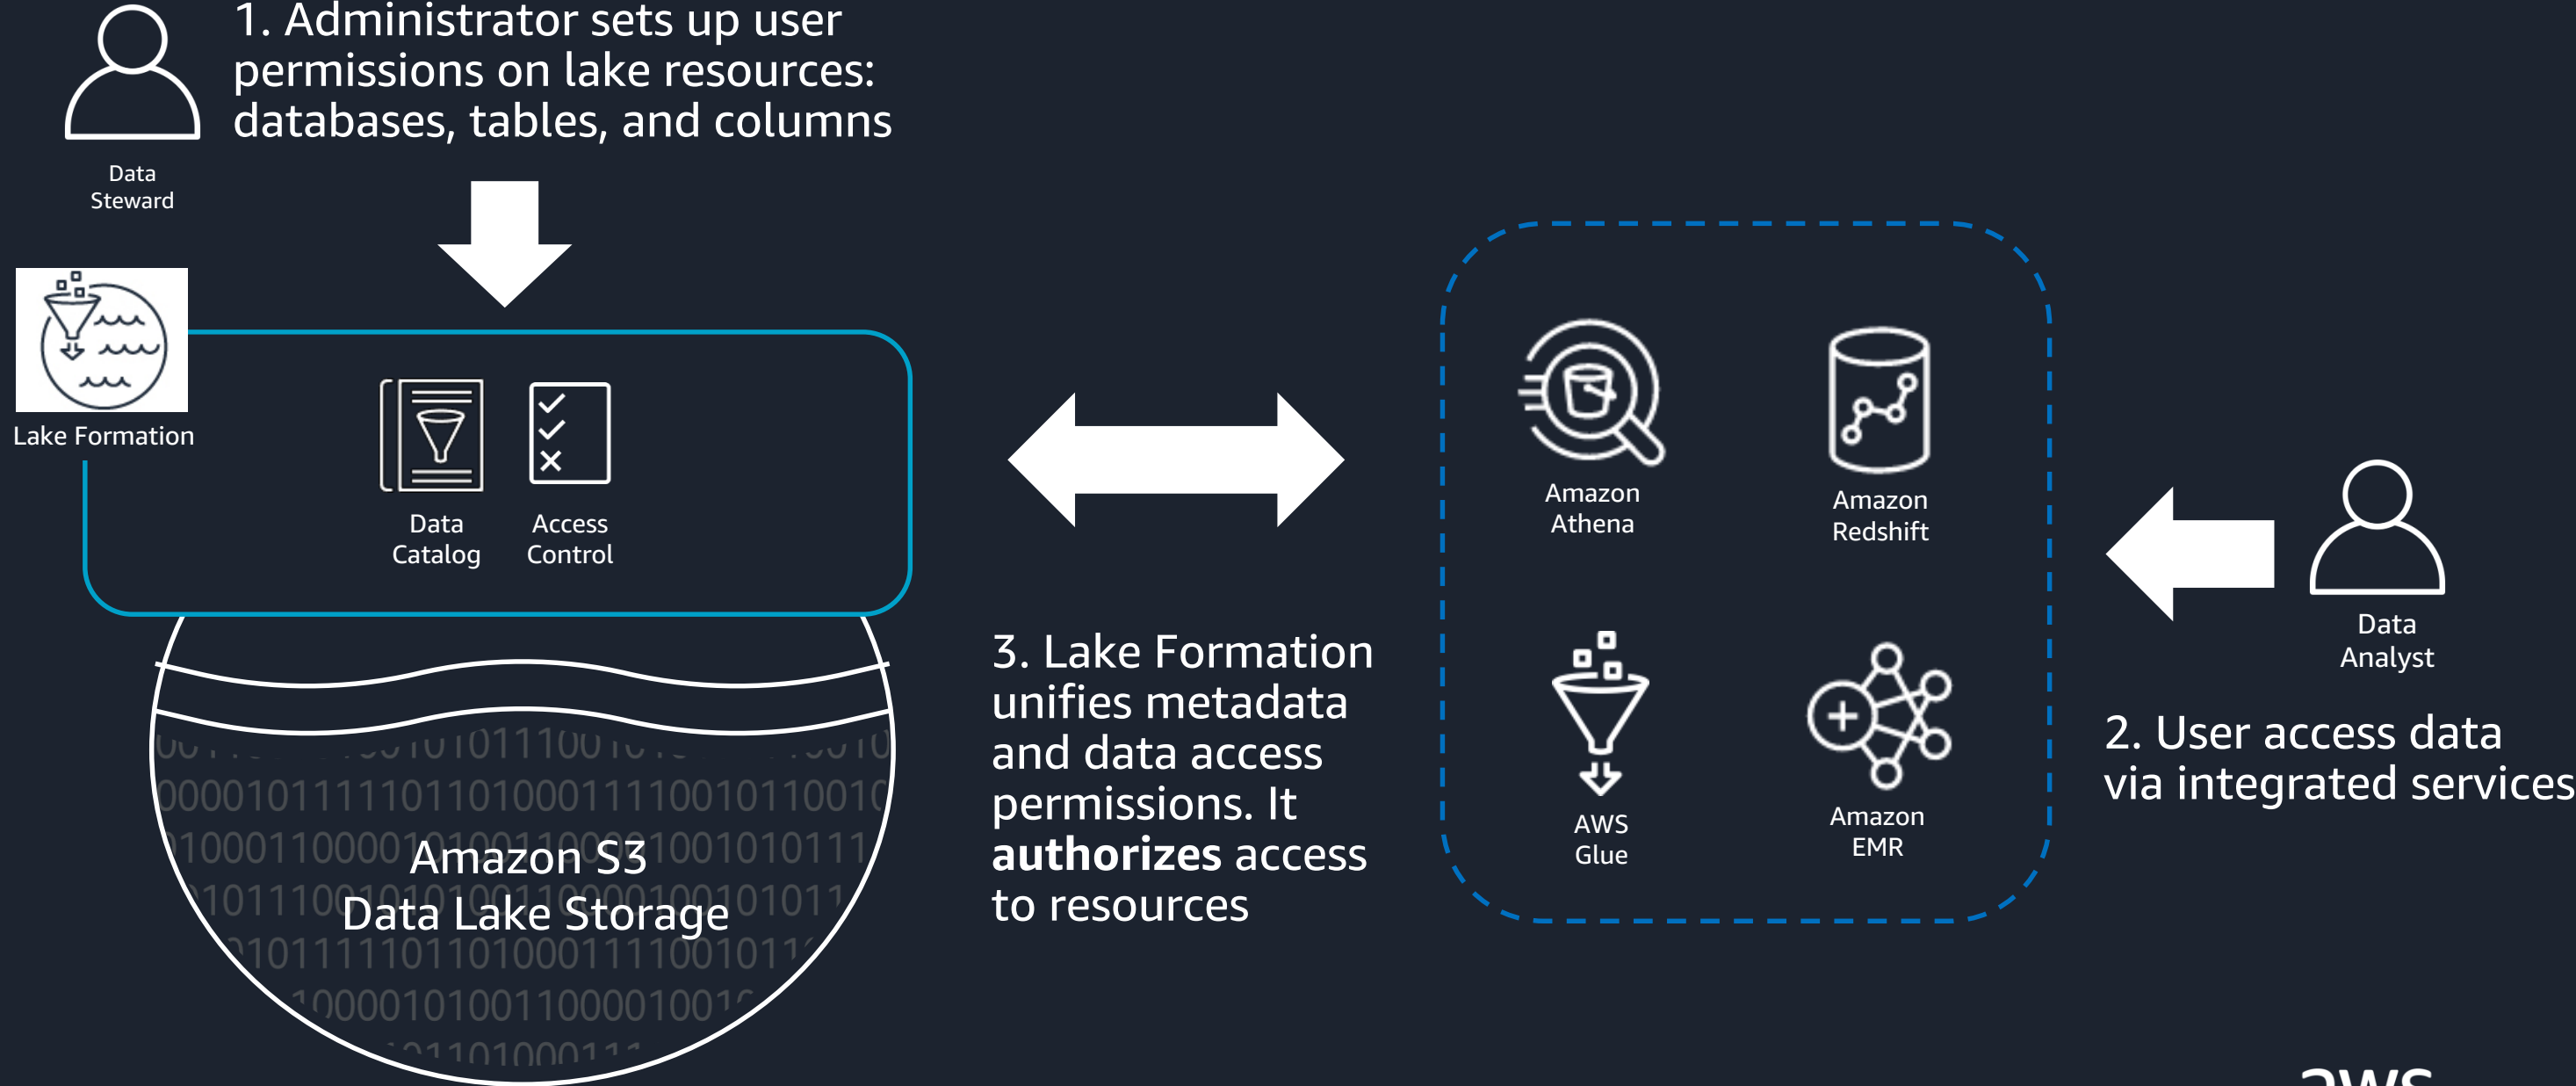 1. Administrator sets up user
permissions on lake resources:
databases, tables, and columns
Data
Steward
Lake Formation
Data
Catalog
Access
Control
Amazon S3
Data Lake Storage
3. Lake Formation
unifies metadata
and data access
permissions. It
authorizes access
to resources
Amazon
Athena
Amazon
Redshift
AWS
Glue
Amazon
EMR
Data
Analyst
2. User access data
via integrated services
aws